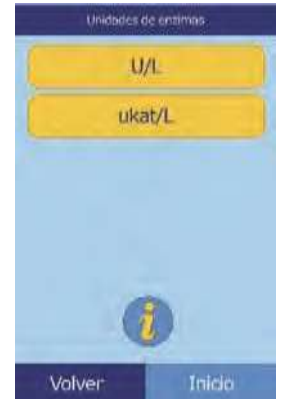 Unidades de enzimas
U/L
ukat/L
i
Volver
Inicio